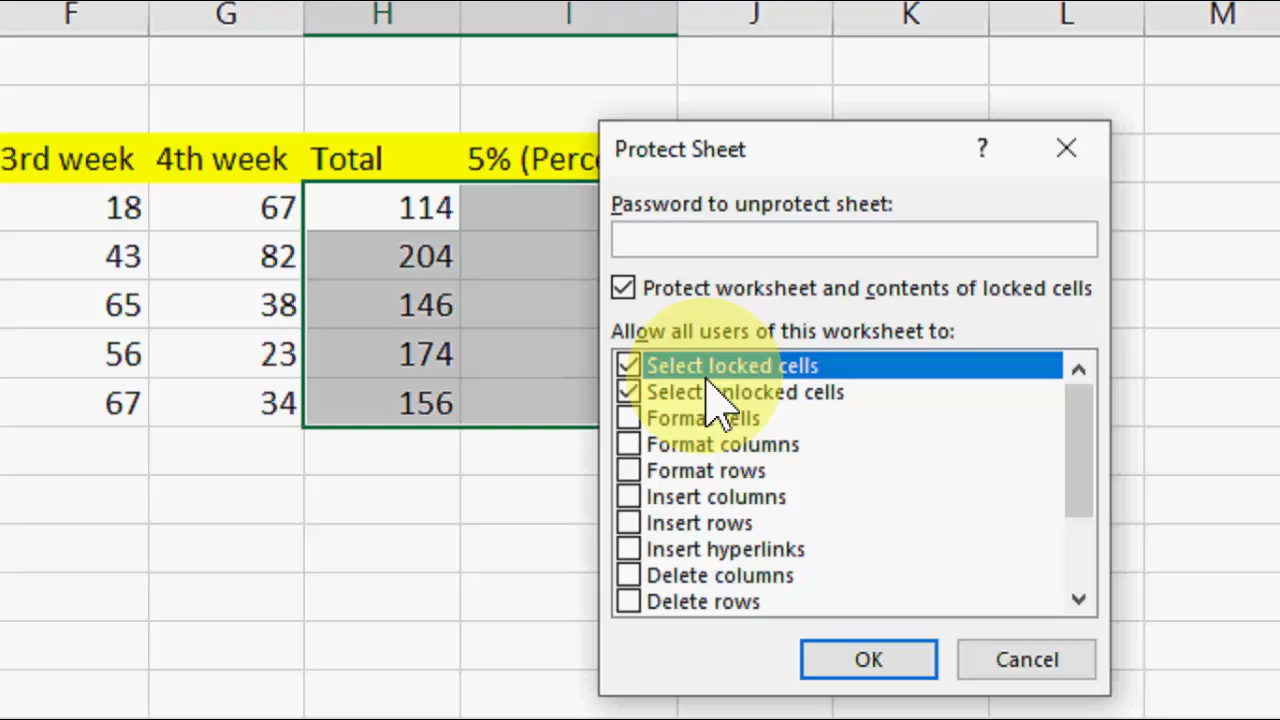 F G H I J K L M
3rd week 4th week Total 5% (Perce
18 67 114
43 82 204
65 38 146
56 23 174
67 34 156
Protect Sheet ?
Password to unprotect sheet:
Protect worksheet and contents of locked cells
Allow all users of this worksheet to:
Select locked cells
Select unlocked cells
Format cells
Format columns
Format rows
Insert columns
Insert rows
Insert hyperlinks
Delete columns
Delete rows
OK Cancel